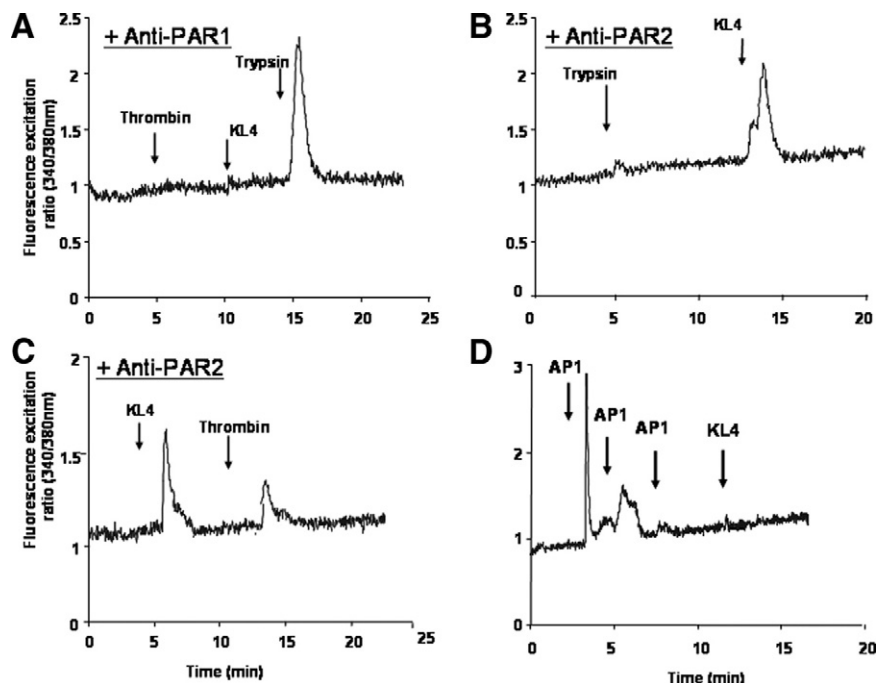 A
+ Anti-PAR1
Thrombin
KL4
Trypsin
Fluorescence excitation
ratio (340/380nm)
2.5
2
1.5
1
0.5
0
0 5 10 15 20 25
B
+ Anti-PAR2
Trypsin
KL4
2.5
2
1.5
1
0.5
0
0 5 10 15 20
C
+ Anti-PAR2
KL4
Thrombin
Fluorescence excitation
ratio (340/380nm)
2
1.5
1
0
0 5 10 15 20 25
Time (min)
D
AP1
AP1
AP1
KL4
3
2
1
0
0 5 10 15 20
Time (min)